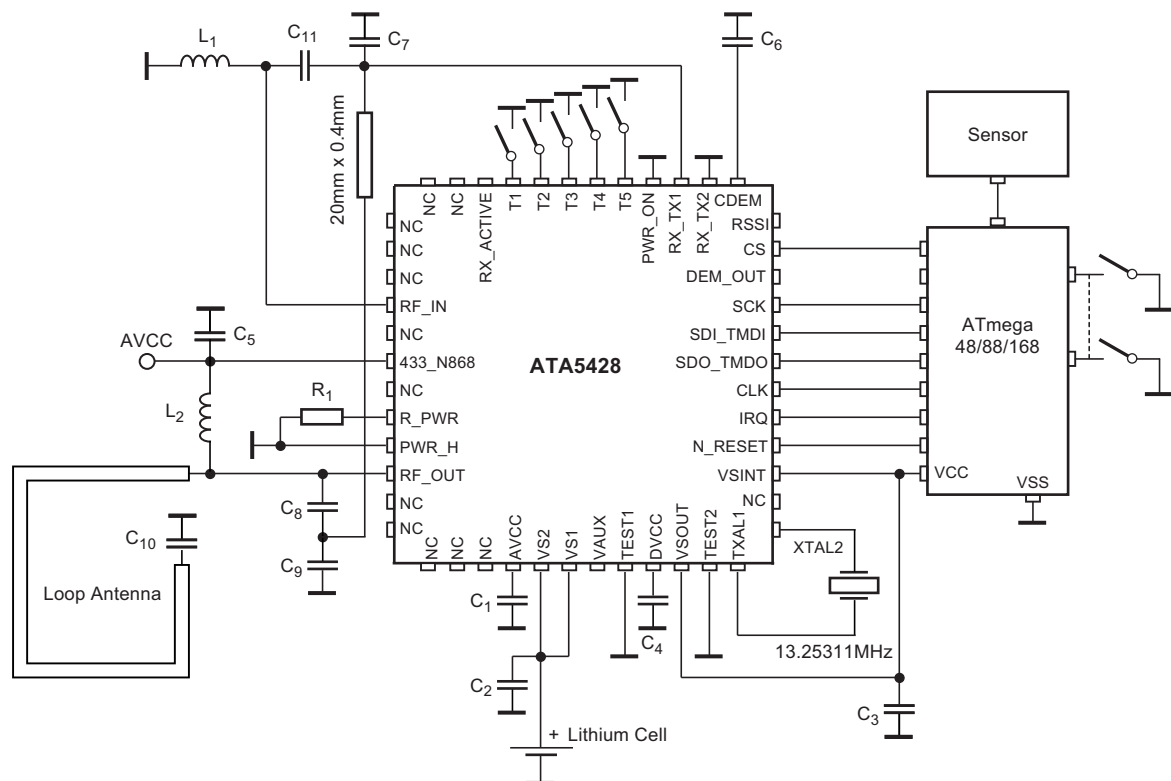 L1
C11
C7
C6
20mm x 0.4mm
Sensor
NC
NC
RX_ACTIVE
T1
T2
T3
T4
T5
PWR_ON
RX_TX1
RX_TX2
CDEM
NC
NC
NC
RF_IN
NC
433_N868
NC
R_PWR
PWR_H
RF_OUT
NC
NC
RSSI
CS
DEM_OUT
SCK
SDI_TMDI
SDO_TMDO
CLK
IRQ
N_RESET
VSINT
NC
XTAL2
ATA5428
ATmega
48/88/168
VCC
VSS
AVCC
C5
L2
R1
C8
C9
C10
Loop Antenna
NC
NC
NC
AVCC
VS2
VS1
VAUX
TEST1
DVCC
VSOUT
TEST2
TXAL1
C1
C2
C4
13.25311MHz
C3
+ Lithium Cell